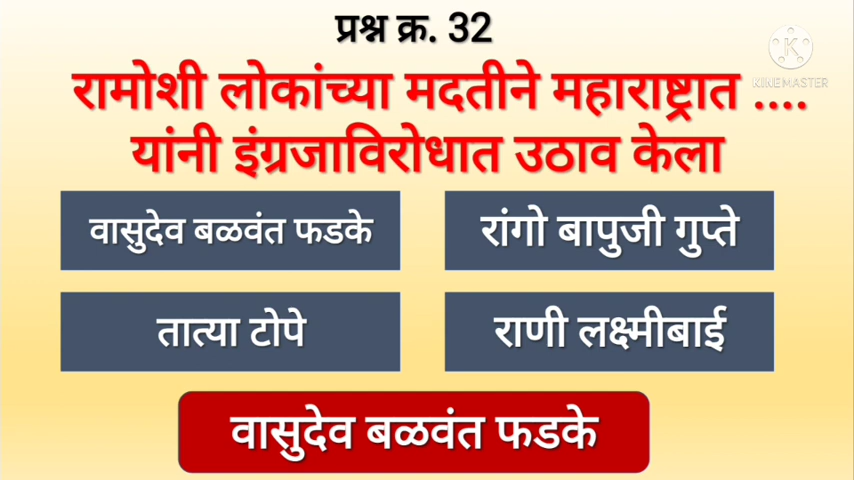 प्रश्न क्र. 32
KINEMASTER
रामोशी लोकांच्या मदतीने महाराष्ट्रात ....
यांनी इंग्रजाविरोधात उठाव केला
वासुदेव बळवंत फडके
रांगो बापुजी गुप्ते
तात्या टोपे
राणी लक्ष्मीबाई
वासुदेव बळवंत फडके